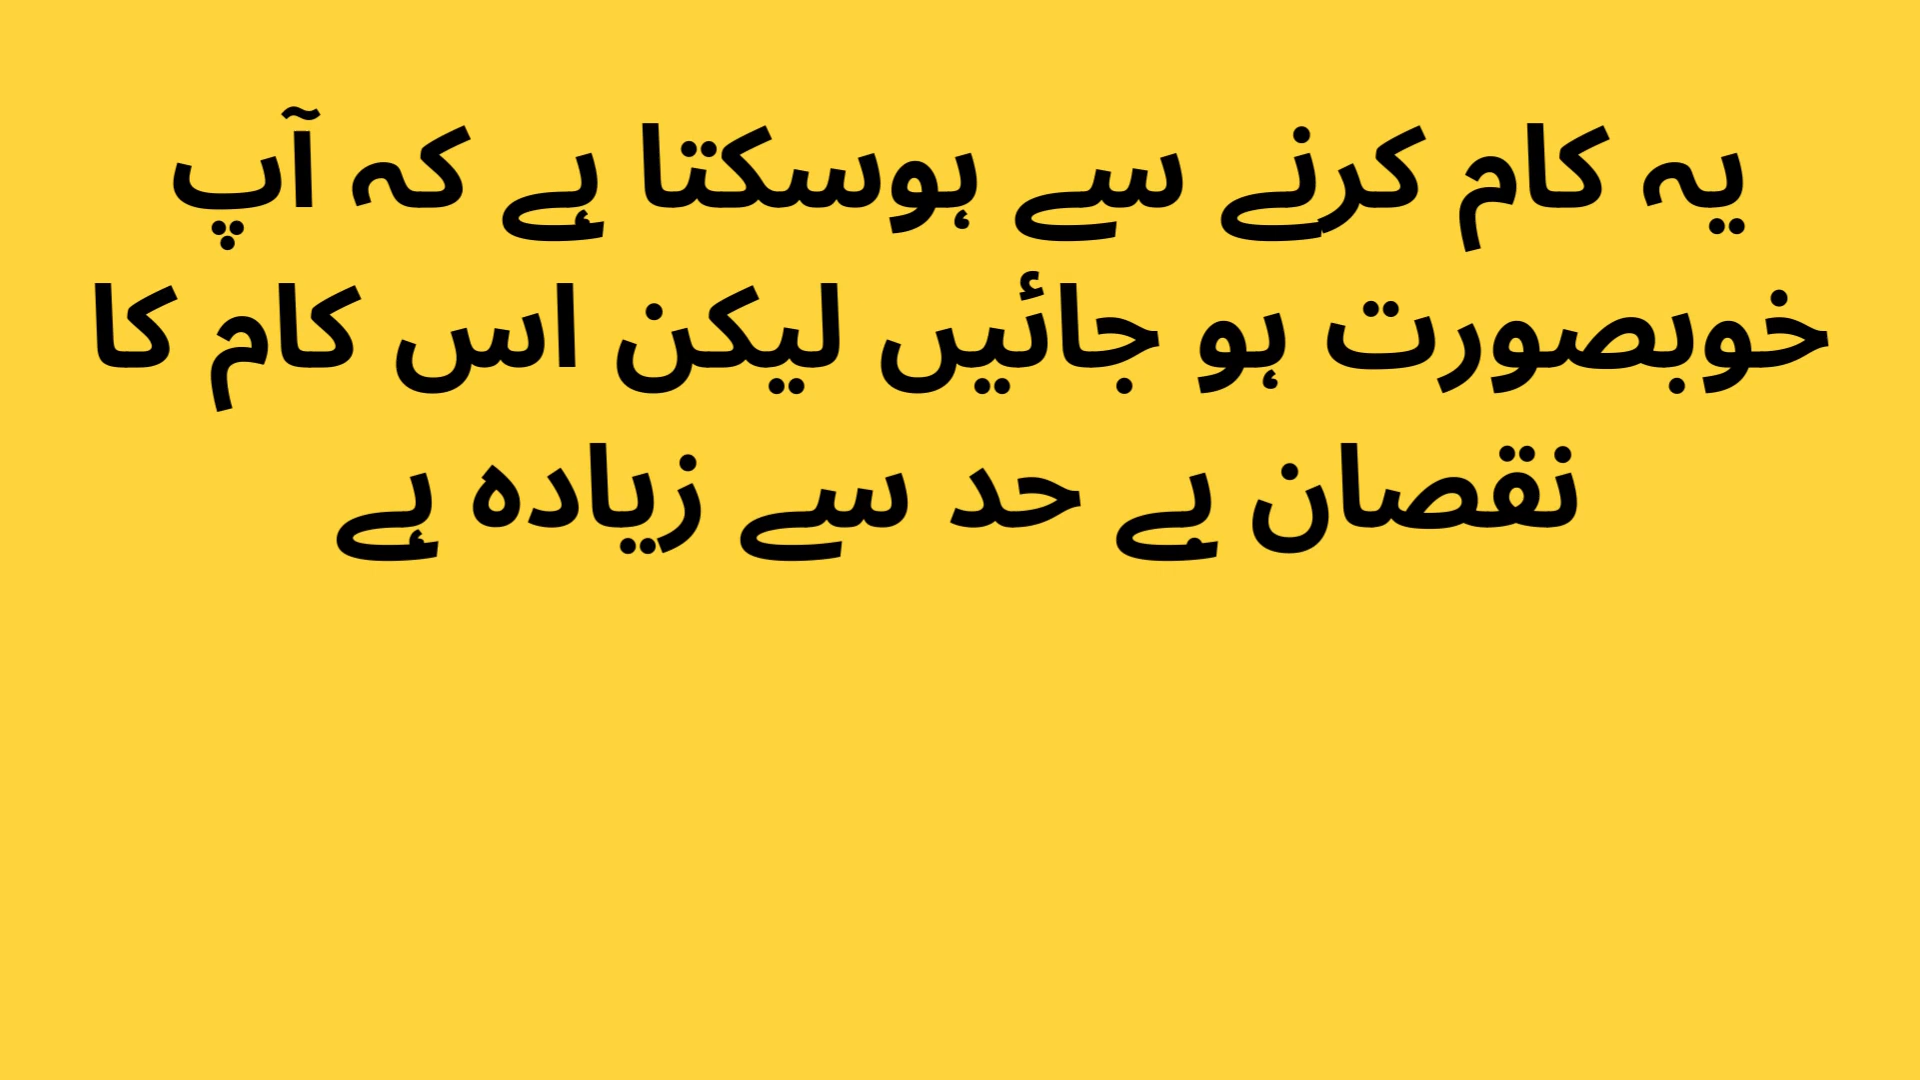 یہ کام کرنے سے ہوسکتا ہے کہ آپ
خوبصورت ہو جائیں لیکن اس کام کا
نقصان بے حد سے زیادہ ہے